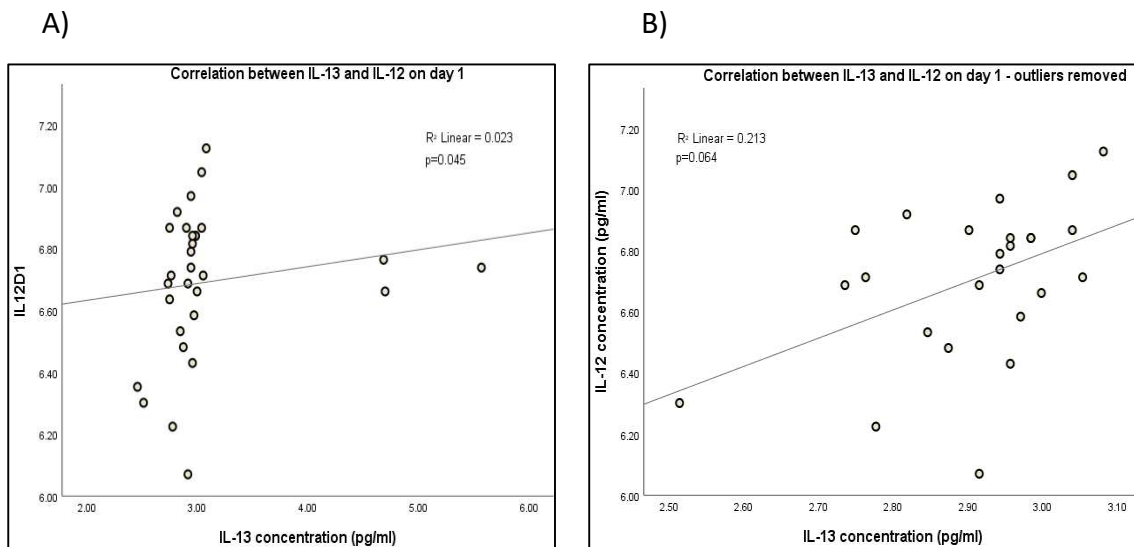 A)
Correlation between IL-13 and IL-12 on day 1
R² Linear = 0.023
p=0.045
IL12D1
7.20
7.00
6.80
6.60
6.40
6.20
6.00
2.00 3.00 4.00 5.00 6.00
IL-13 concentration (pg/ml)
B)
Correlation between IL-13 and IL-12 on day 1 - outliers removed
R² Linear = 0.213
p=0.064
IL-12 concentration (pg/ml)
7.20
7.00
6.80
6.60
6.40
6.20
6.00
2.50 2.60 2.70 2.80 2.90 3.00 3.10
IL-13 concentration (pg/ml)